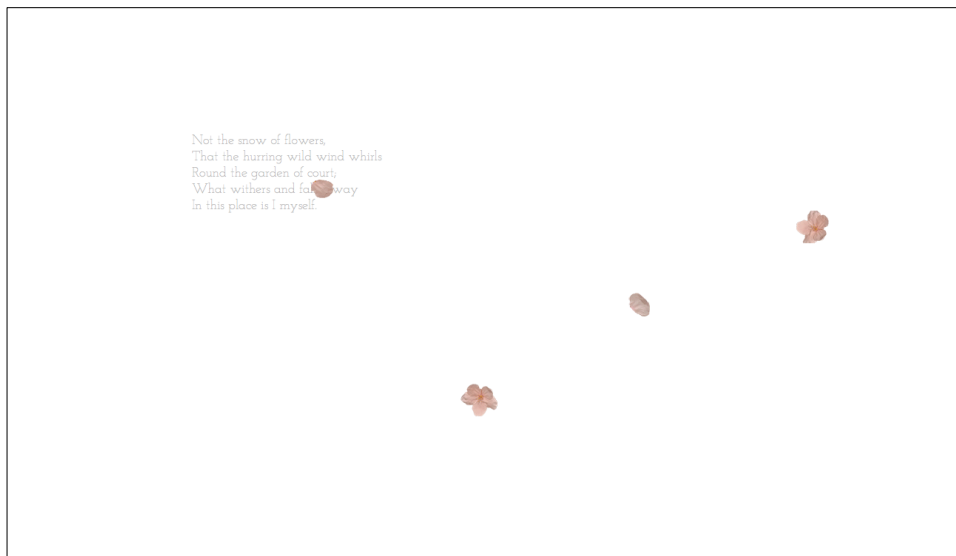 Not the snow of flowers,
That the hurring wild wind whirls
Round the garden of court;
What withers and away
In this place is I myself.